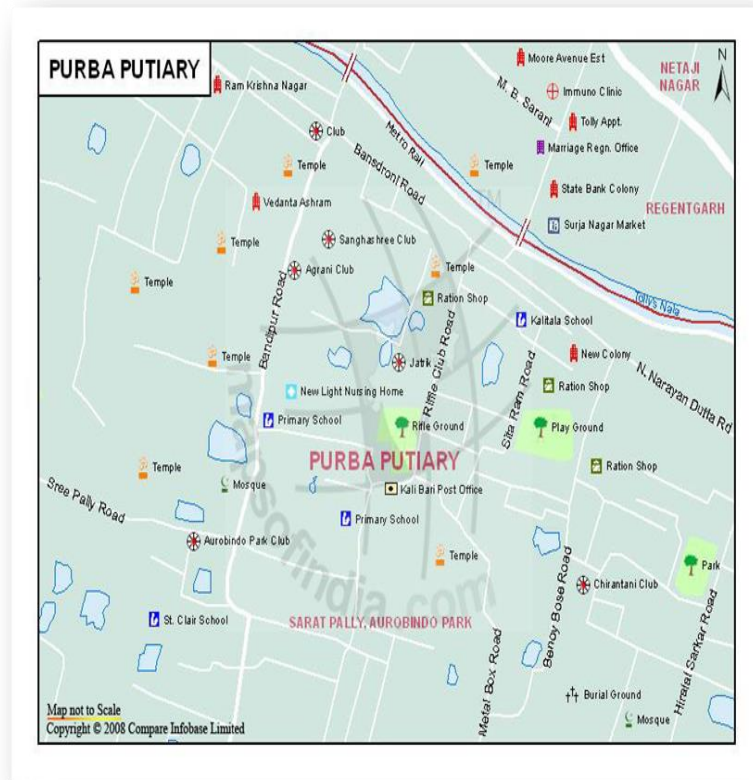 PURBA PUTIARY
N
Moore Avenue Est
NETAJI
NAGAR
Ram Krishna Nagar
M. B. Sarani
Immuno Clinic
Tolly Appt.
Club
Metro Rail
Marriage Regn. Office
Bansdroni Road
Temple
Temple
State Bank Colony
TM
Vedanta Ashram
REGENTGARH
Surja Nagar Market
Temple
Sanghashree Club
Agrani Club
Temple
Temple
Ration Shop
Tolly's Nala
Bandipur Road
Kalitala School
Riffle Club Road
Temple
Jatrik
New Colony
N. Narayan Dutta Rd
Sita Ram Road
Ration Shop
New Light Nursing Home
Primary School
Rifle Ground
Play Ground
PURBA PUTIARY
Temple
Ration Shop
Mosque
Kali Bari Post Office
Sree Pally Road
Primary School
Aurobindo Park Club
Temple
Park
Benoy Bose Road
Chirantani Club
St. Clair School
SARAT PALLY, AUROBINDO PARK
mapsofindia.com
Hiralal Sarkar Road
Metal Box Road
Burial Ground
Mosque
Map not to Scale
Copyright © 2008 Compare Infobase Limited